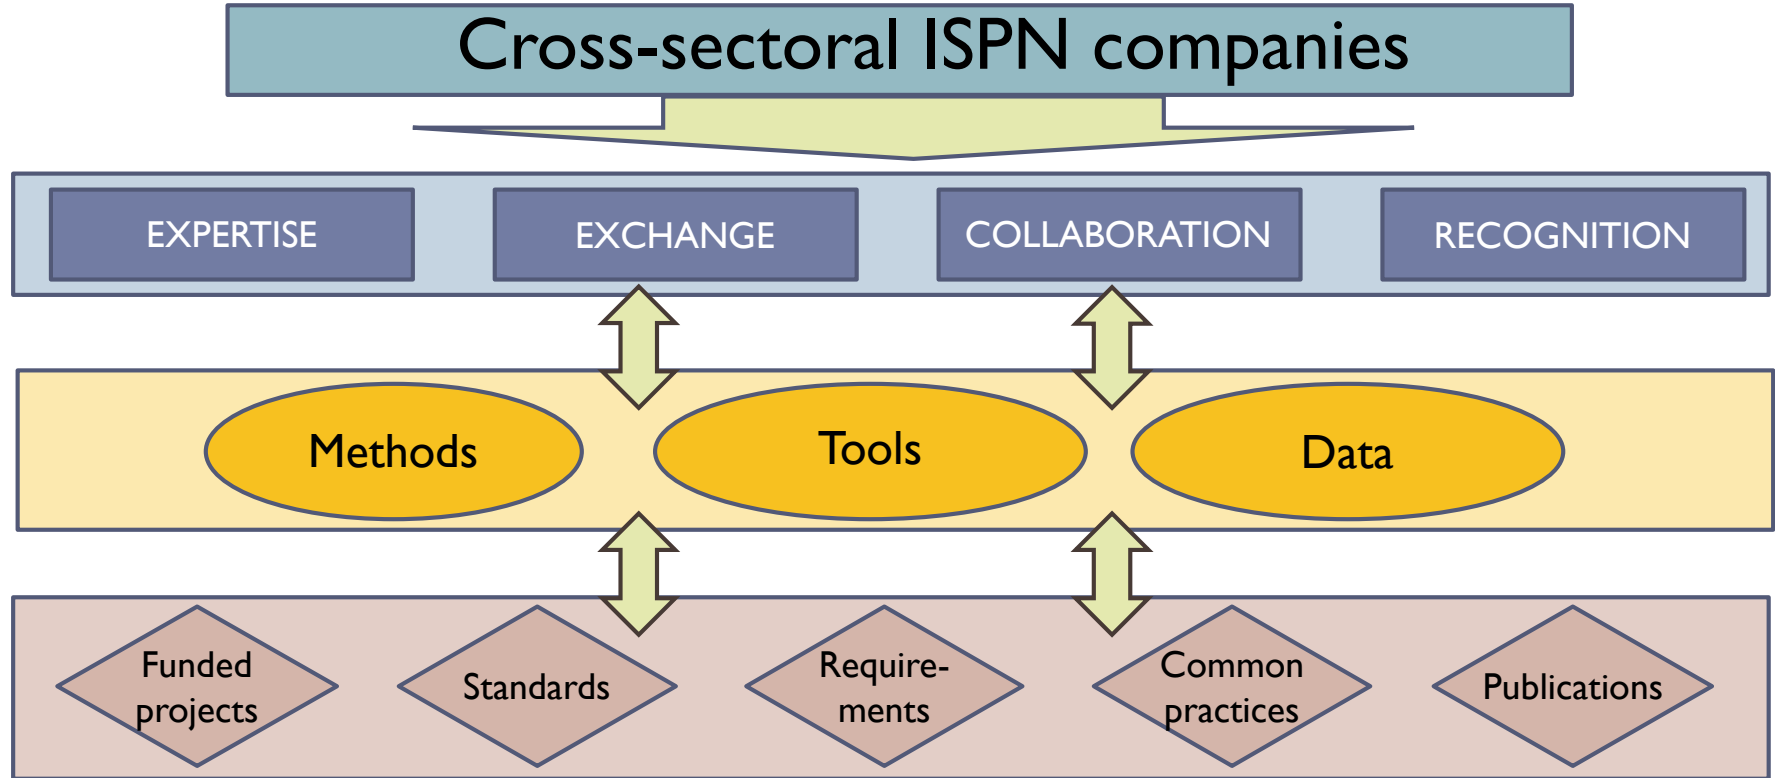 Cross-sectoral ISPN companies
EXPERTISE
EXCHANGE
COLLABORATION
RECOGNITION
Methods
Tools
Data
Funded
projects
Standards
Require-
ments
Common
practices
Publications